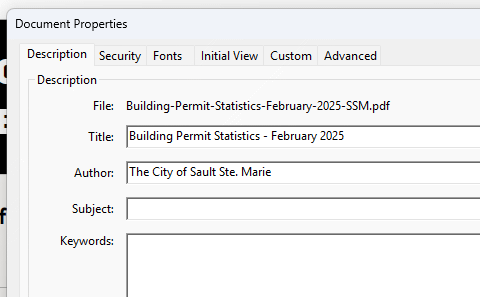 Document Properties
Description Security Fonts Initial View Custom Advanced
Description
File: Building-Permit-Statistics-February-2025-SSM.pdf
Title: Building Permit Statistics - February 2025
Author: The City of Sault Ste. Marie
Subject:
Keywords: